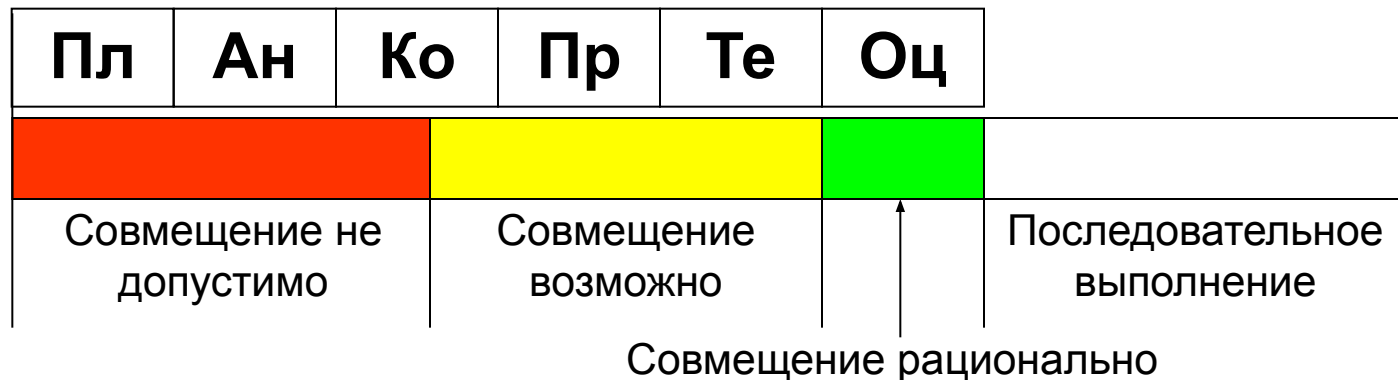 Пл Ан Ко Пр Те Оц
Совмещение не
допустимо
Совмещение
возможно
Последовательное
выполнение
Совмещение рационально